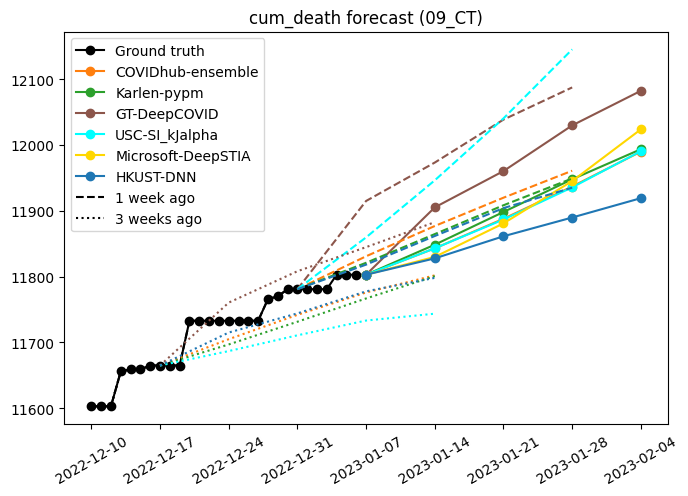 cum_death forecast (09_CT)
Ground truth
COVIDhub-ensemble
Karlen-pypm
GT-DeepCOVID
USC-SI_kJalpha
Microsoft-DeepSTIA
HKUST-DNN
1 week ago
3 weeks ago
12100
12000
11900
11800
11700
11600
2022-12-10
2022-12-17
2022-12-24
2022-12-31
2023-01-07
2023-01-14
2023-01-21
2023-01-28
2023-02-04